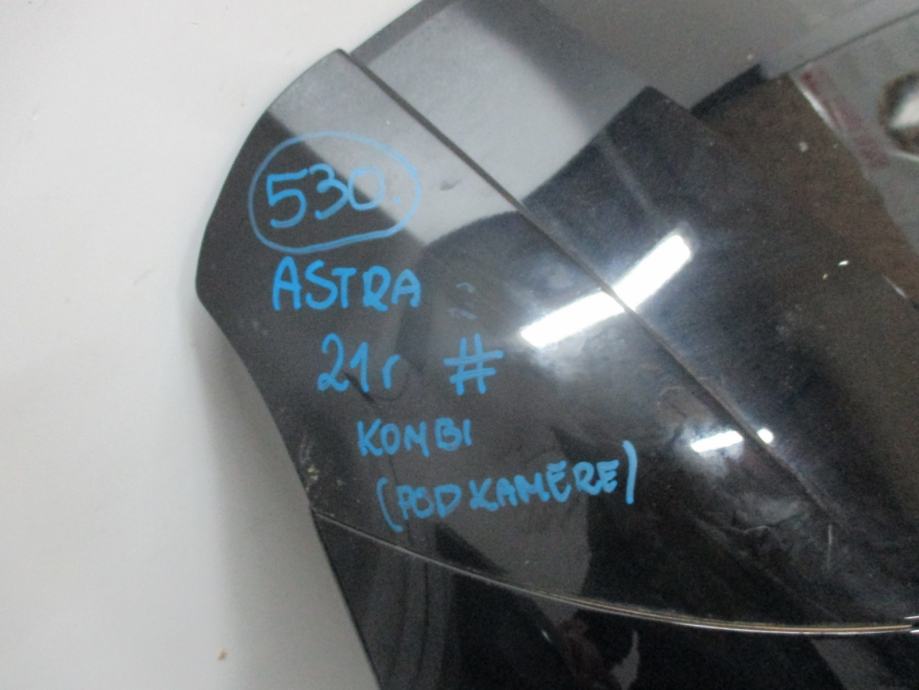 530.
ASTRA
21r #
KOMBI
(POD KAMERE)